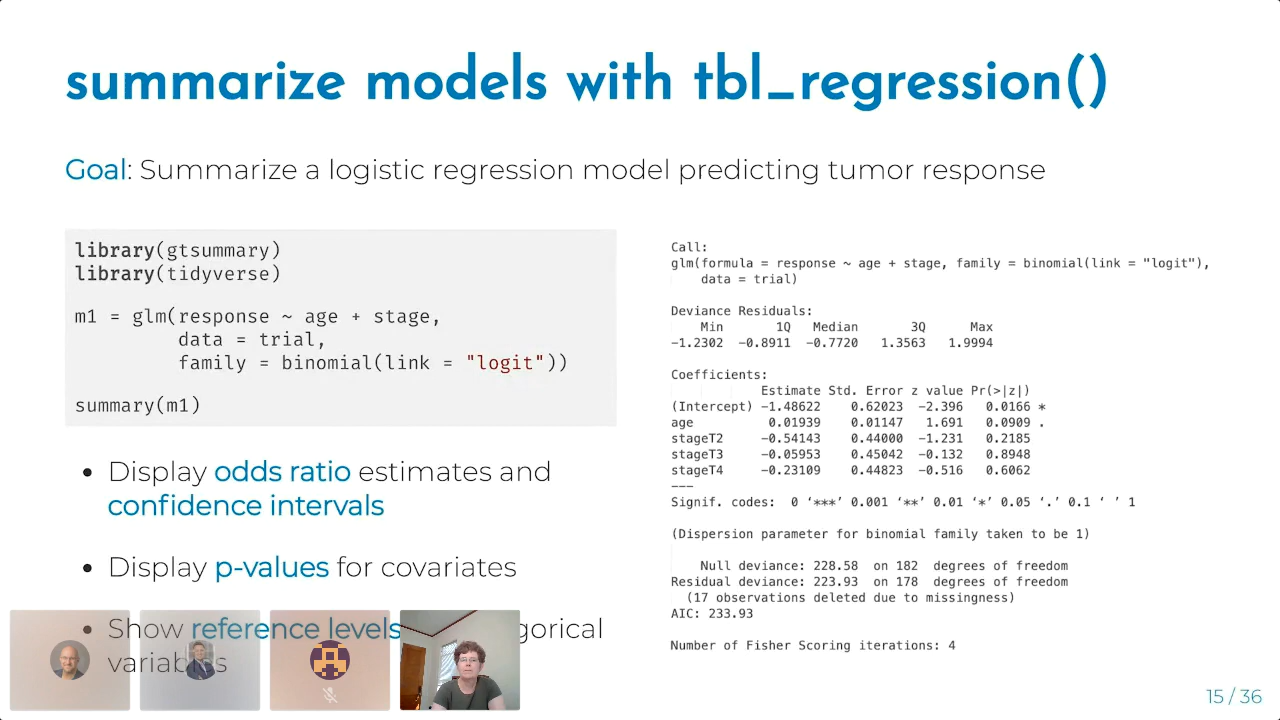 summarize models with tbl_regression()
Goal: Summarize a logistic regression model predicting tumor response
library(gtsummary)
library(tidyverse)
m1 = glm(response ~ age + stage,
data = trial,
family = binomial(link = "logit"))
summary(m1)
• Display odds ratio estimates and
confidence intervals
• Display p-values for covariates
• Show reference levels gorical
variables
Call:
glm(formula = response ~ age + stage, family = binomial(link = "logit"),
data = trial)
Deviance Residuals:
Min 1Q Median 3Q Max
-1.2302 -0.8911 -0.7720 1.3563 1.9994
Coefficients:
Estimate Std. Error z value Pr(>|z|)
(Intercept) -1.48622 0.62023 -2.396 0.0166 *
age 0.01939 0.01147 1.691 0.0909 .
stageT2 -0.54143 0.44000 -1.231 0.2185
stageT3 -0.05953 0.45042 -0.132 0.8948
stageT4 -0.23109 0.44823 -0.516 0.6062
---
Signif. codes: 0 ‘***’ 0.001 ‘**’ 0.01 ‘*’ 0.05 ‘.’ 0.1 ‘ ’ 1
(Dispersion parameter for binomial family taken to be 1)
Null deviance: 228.58 on 182 degrees of freedom
Residual deviance: 223.93 on 178 degrees of freedom
(17 observations deleted due to missingness)
AIC: 233.93
Number of Fisher Scoring iterations: 4
15 / 36